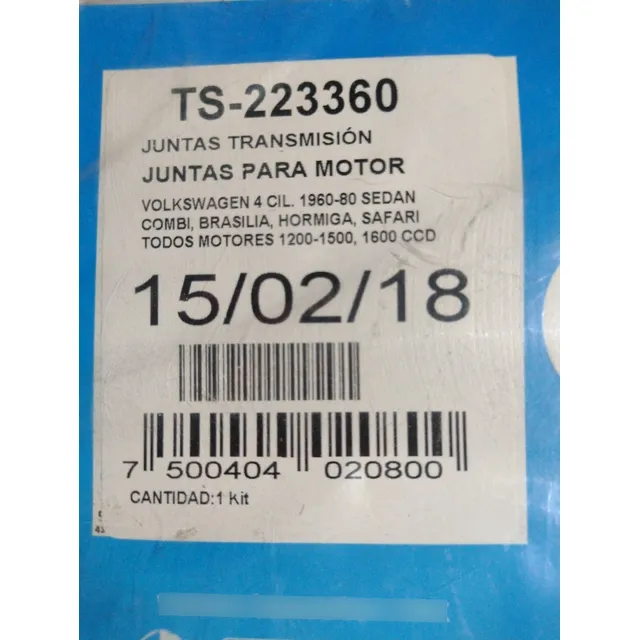 TS-223360
JUNTAS TRANSMISIÓN
JUNTAS PARA MOTOR
VOLKSWAGEN 4 CIL. 1960-80 SEDAN
COMBI, BRASILIA, HORMIGA, SAFARI
TODOS MOTORES 1200-1500, 1600 CCD
15/02/18
7 500404 020800
CANTIDAD:1 Kit